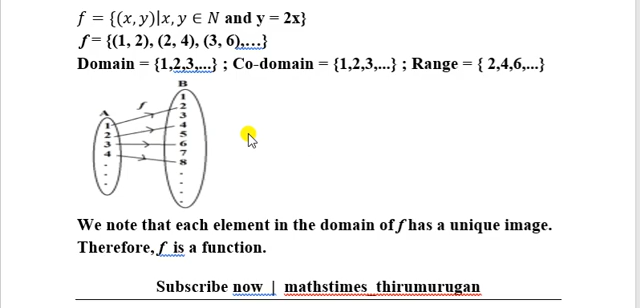 f = {(x, y)|x, y ∈ N and y = 2x}
f = {(1, 2), (2, 4), (3, 6),…}
Domain = {1,2,3,...} ; Co-domain = {1,2,3,...} ; Range = { 2,4,6,...}
A f B
1
2
3
4
.
.
.
1
2
3
4
5
6
7
8
.
.
.
We note that each element in the domain of f has a unique image.
Therefore, f is a function.
Subscribe now | mathstimes_thirumurugan